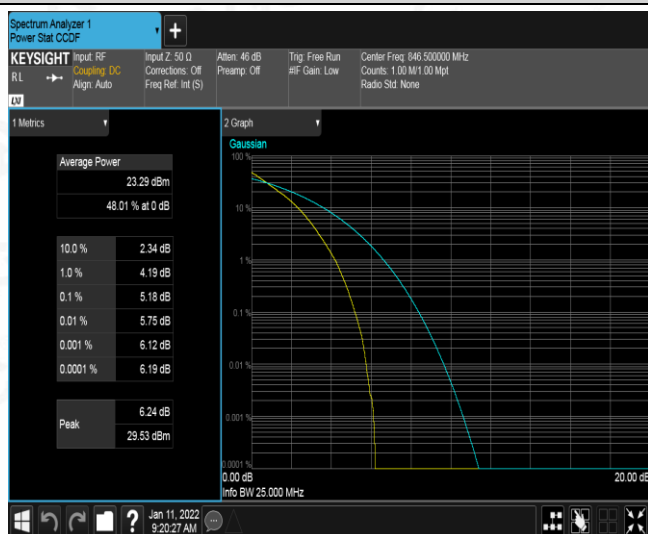 Spectrum Analyzer 1
Power Stat CCDF
+
KEYSIGHT
RL
LXI
Input: RF
Coupling: DC
Align: Auto
Input Z: 50 Ω
Corrections: Off
Freq Ref: Int (S)
Atten: 46 dB
Preamp: Off
Trig: Free Run
#IF Gain: Low
Center Freq: 846.500000 MHz
Counts: 1.00 M/1.00 Mpt
Radio Std: None
1 Metrics
Average Power
23.29 dBm
48.01 % at 0 dB
10.0 % 2.34 dB
1.0 % 4.19 dB
0.1 % 5.18 dB
0.01 % 5.75 dB
0.001 % 6.12 dB
0.0001 % 6.19 dB
Peak
6.24 dB
29.53 dBm
2 Graph
Gaussian
100 %
10 %
1 %
0.1 %
0.01 %
0.001 %
0.0001 %
0.00 dB
20.00 dB
Info BW 25.000 MHz
?
Jan 11, 2022
9:20:27 AM